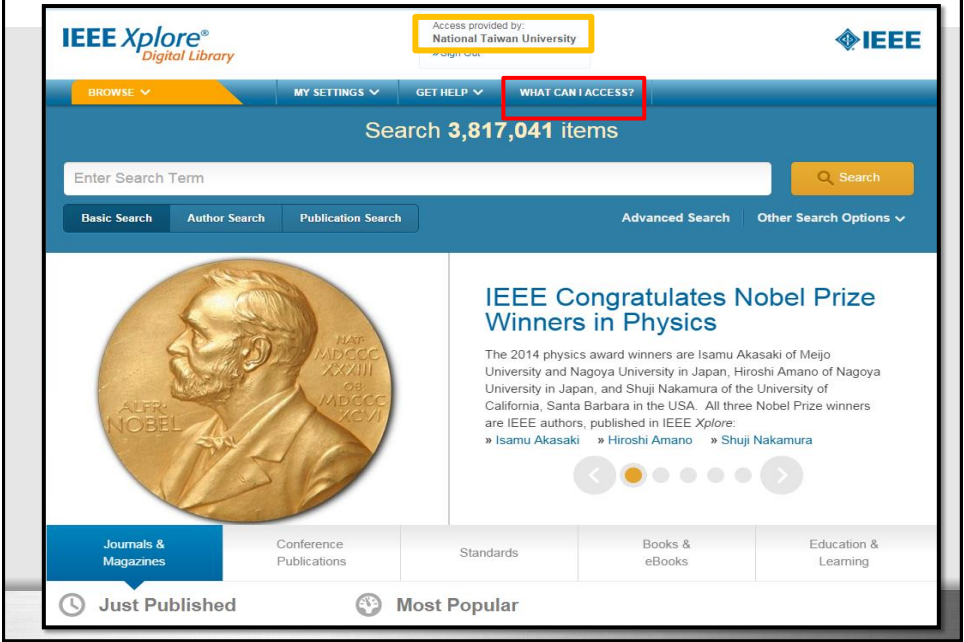 IEEE Xplore®
Digital Library
Access provided by:
National Taiwan University
» Sign Out
IEEE
BROWSE
MY SETTINGS
GET HELP
WHAT CAN I ACCESS?
Search 3,817,041 items
Enter Search Term
Search
Basic Search
Author Search
Publication Search
Advanced Search
Other Search Options
NAT·
MDCCC
XXXIII
OB·
MDCCC
XCVI
ALFR·
NOBEL
IEEE Congratulates Nobel Prize
Winners in Physics
The 2014 physics award winners are Isamu Akasaki of Meijo
University and Nagoya University in Japan, Hiroshi Amano of Nagoya
University in Japan, and Shuji Nakamura of the University of
California, Santa Barbara in the USA. All three Nobel Prize winners
are IEEE authors, published in IEEE Xplore:
» Isamu Akasaki » Hiroshi Amano » Shuji Nakamura
Journals &
Magazines
Conference
Publications
Standards
Books &
eBooks
Education &
Learning
Just Published
Most Popular